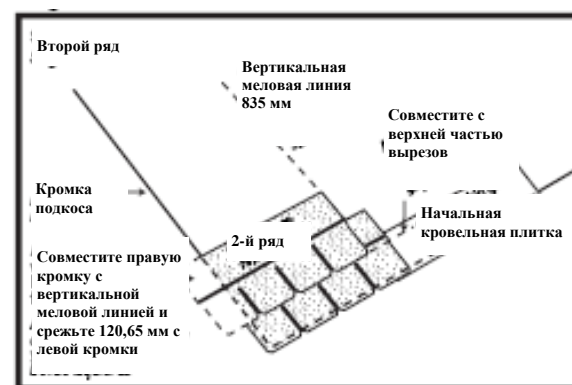 Второй ряд
Вертикальная
меловая линия
835 мм
Совместите с
верхней частью
вырезов
Кромка
подкоса
2-й ряд
Начальная
кровельная плитка
Совместите правую
кромку с
вертикальной
меловой линией и
срежьте 120,65 мм с
левой кромки